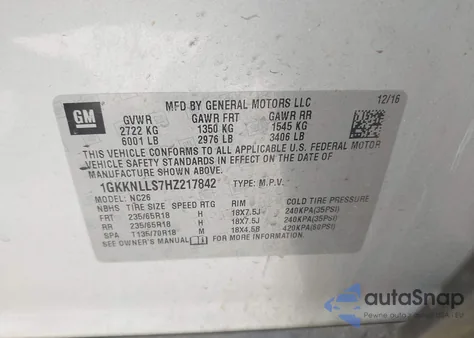 GM
MFD BY GENERAL MOTORS LLC
12/16
GVWR GAWR FRT GAWR RR
2722 KG 1350 KG 1545 KG
6001 LB 2976 LB 3406 LB
THIS VEHICLE CONFORMS TO ALL APPLICABLE U.S. FEDERAL MOTOR
VEHICLE SAFETY STANDARDS IN EFFECT ON THE DATE OF
MANUFACTURE SHOWN ABOVE.
1GKKNLLS7HZ217842 TYPE: M.P.V.
MODEL: NC26
NBHS TIRE SIZE SPEED RTG RIM COLD TIRE PRESSURE
FRT 235/65R18 H 18X7.5J 240KPA(35PSI)
RR 235/65R18 H 18X7.5J 240KPA(35PSI)
SPA T135/70R18 M 18X4.5B 420KPA(60PSI)
SEE OWNER'S MANUAL
autoSnap
Pewne auto z